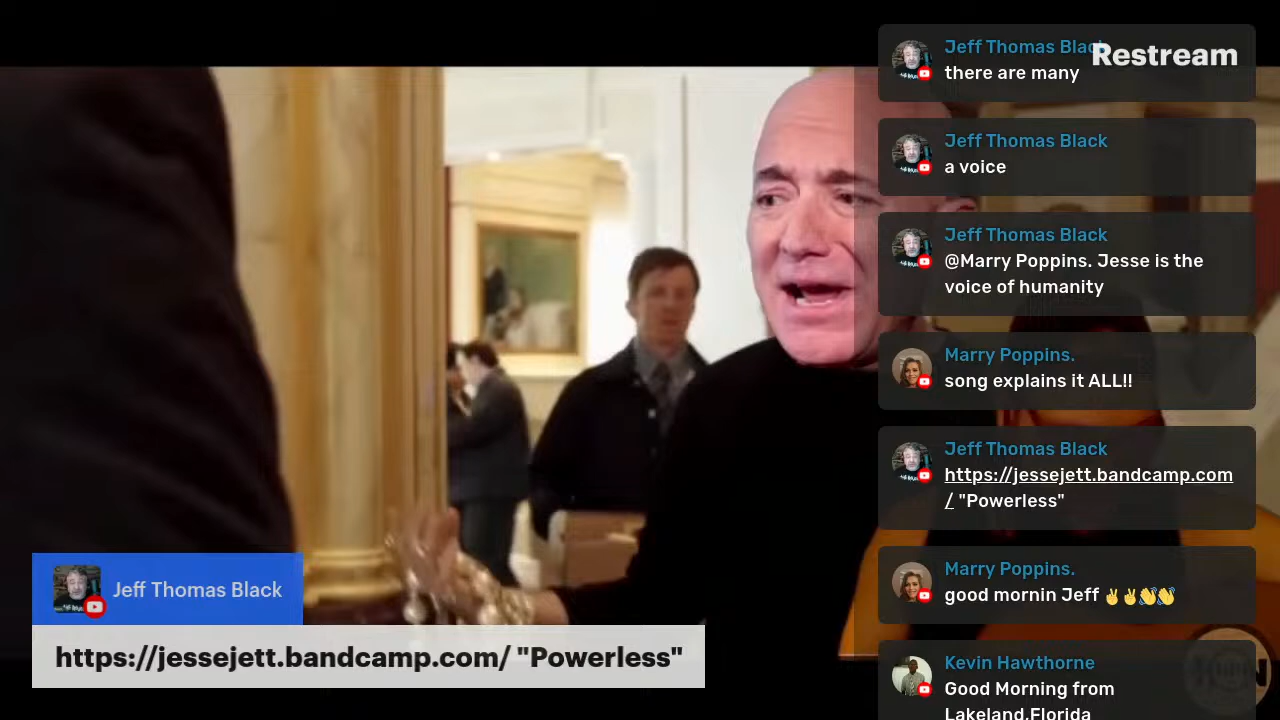 Jeff Thomas Black
Restream
there are many
Jeff Thomas Black
a voice
Jeff Thomas Black
@Marry Poppins. Jesse is the
voice of humanity
Marry Poppins.
song explains it ALL!!
Jeff Thomas Black
https://jessejett.bandcamp.com
/ "Powerless"
Marry Poppins.
good mornin Jeff ✌✌👋👋
Kevin Hawthorne
Good Morning from
Lakeland,Florida
Jeff Thomas Black
https://jessejett.bandcamp.com/ "Powerless"